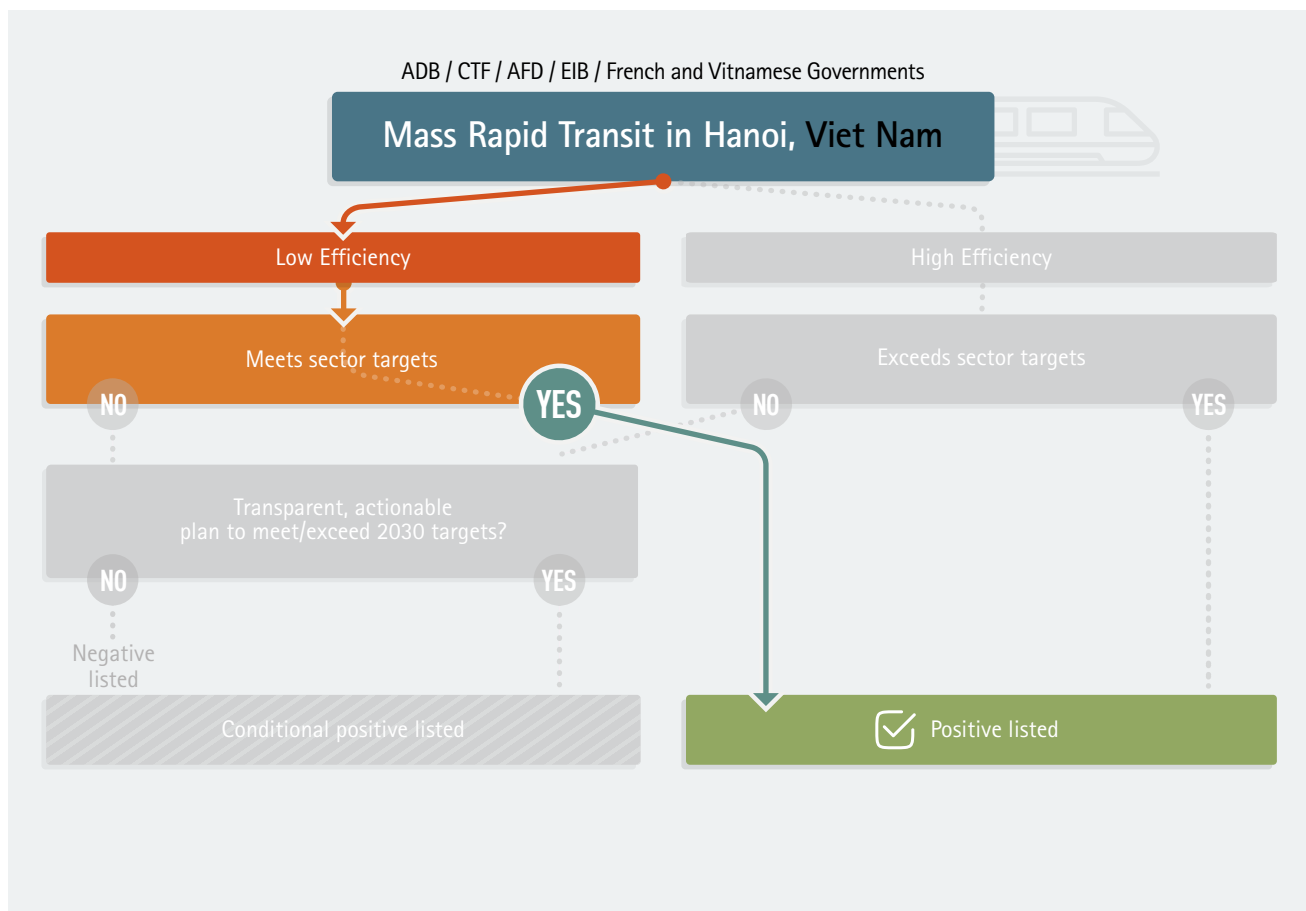 ADB / CTF / AFD / EIB / French and Vitnamese Governments
Mass Rapid Transit in Hanoi, Viet Nam
Low Efficiency
High Efficiency
Meets sector targets
Exceeds sector targets
NO
YES
NO
YES
Transparent, actionable
plan to meet/exceed 2030 targets?
NO
YES
Negative
listed
Conditional positive listed
Positive listed